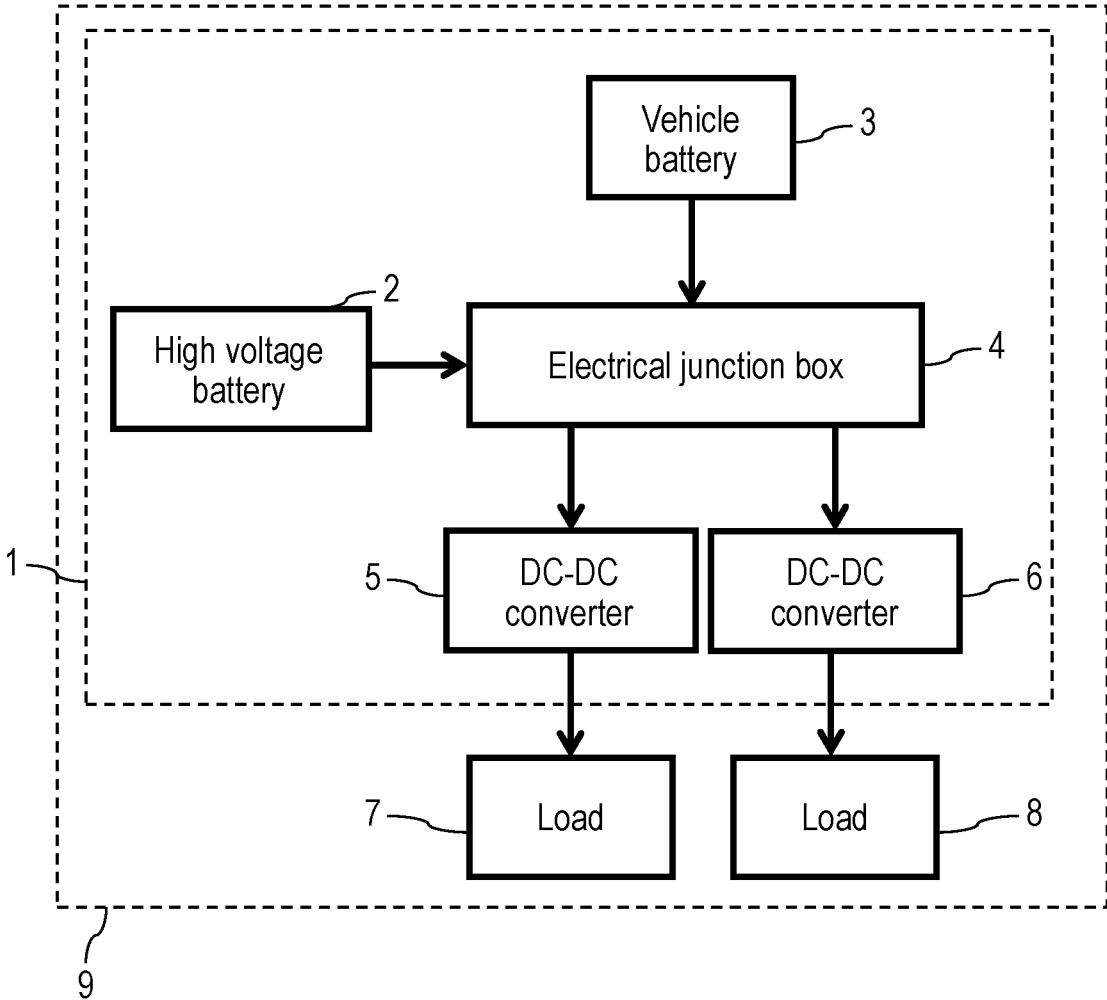 Vehicle
battery
3
2
High voltage
battery
Electrical junction box
4
1
5
DC-DC
converter
DC-DC
converter
6
7
Load
Load
8
9